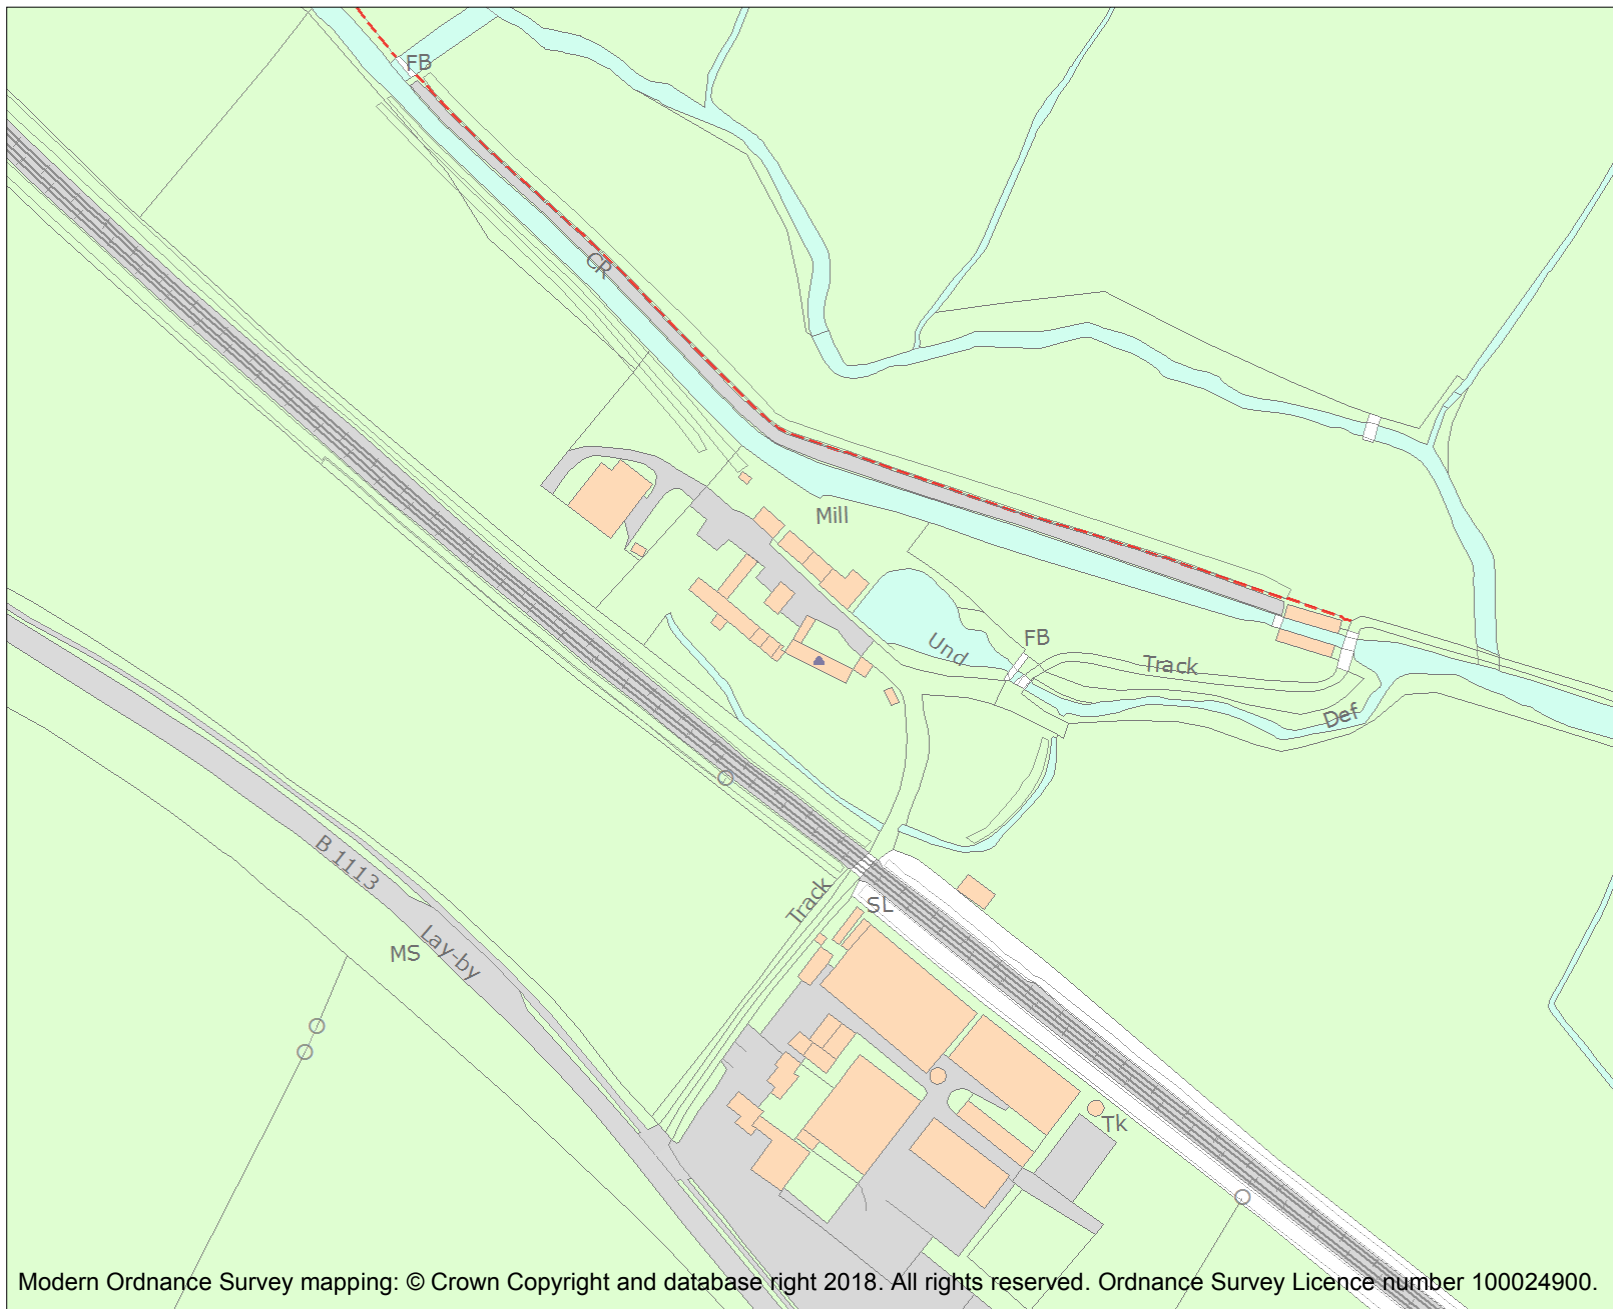 FB
CR
Mill
Und
FB
Track
Def
B 1113
Track
SL
MS
Lay-by
Tk
Modern Ordnance Survey mapping: © Crown Copyright and database right 2018. All rights reserved. Ordnance Survey Licence number 100024900.